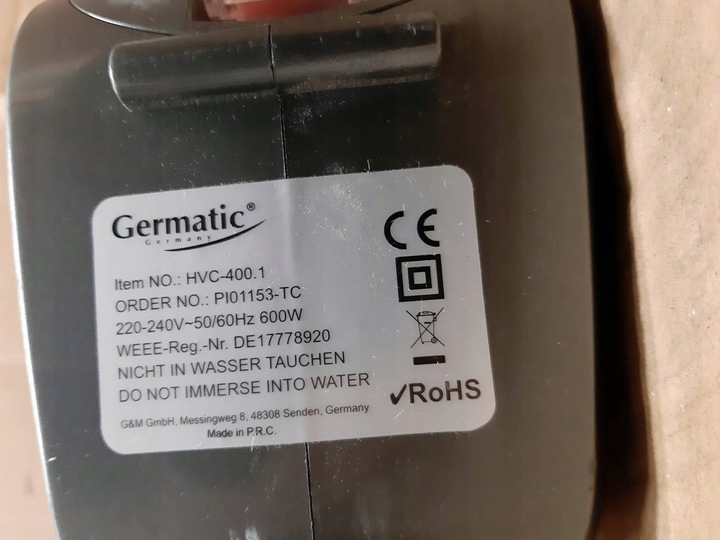 Germatic®
Germany
Item NO.: HVC-400.1
ORDER NO.: PI01153-TC
220-240V~50/60Hz 600W
WEEE-Reg.-Nr. DE17778920
NICHT IN WASSER TAUCHEN
DO NOT IMMERSE INTO WATER
G&M GmbH, Messingweg 8, 48308 Senden, Germany
Made in P.R.C.
CE
✓RoHS